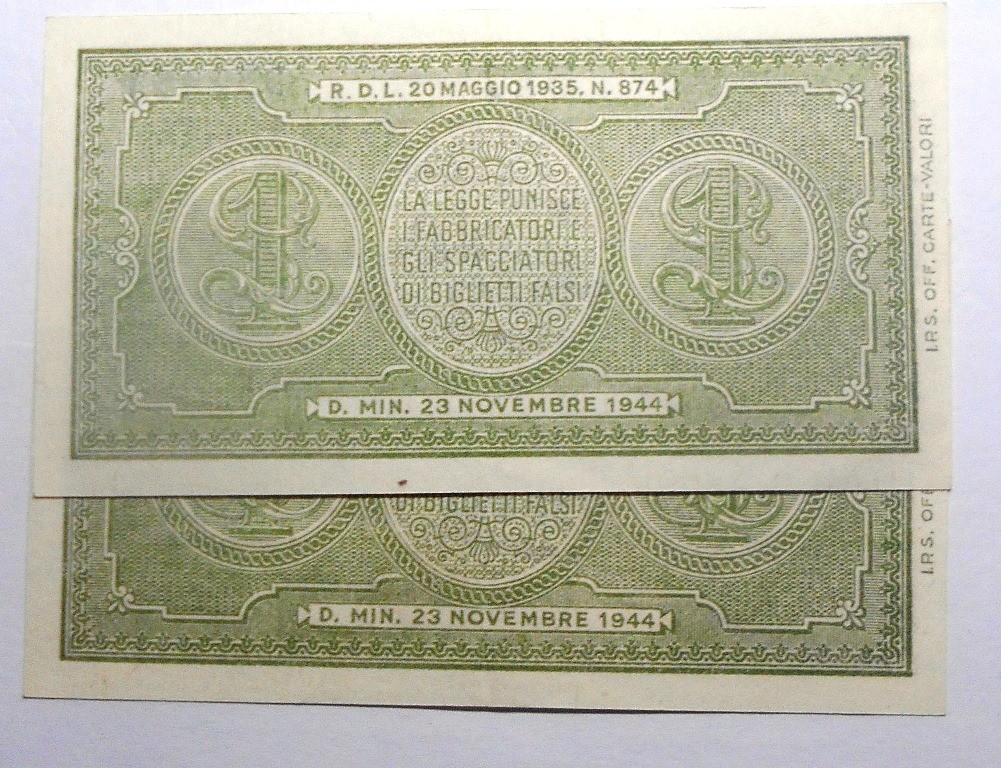 R. D. L. 20 MAGGIO 1935, N. 874
LA LEGGE PUNISCE
I FABBRICATORI E
GLI SPACCIATORI
DI BIGLIETTI FALSI
D. MIN. 23 NOVEMBRE 1944
I.P.S. OFF. CARTE-VALORI
DI BIGLIETTI FALSI
D. MIN. 23 NOVEMBRE 1944
I.P.S. OFF